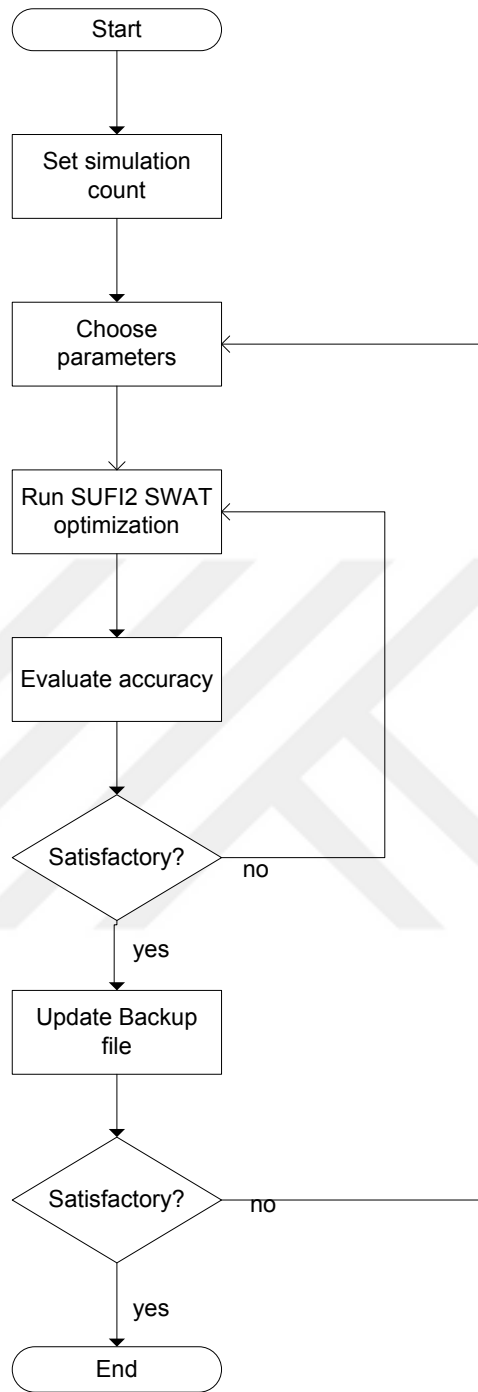 Start
Set simulation
count
Choose
parameters
Run SUFI2 SWAT
optimization
Evaluate accuracy
Satisfactory?
no
yes
Update Backup
file
Satisfactory?
no
yes
End